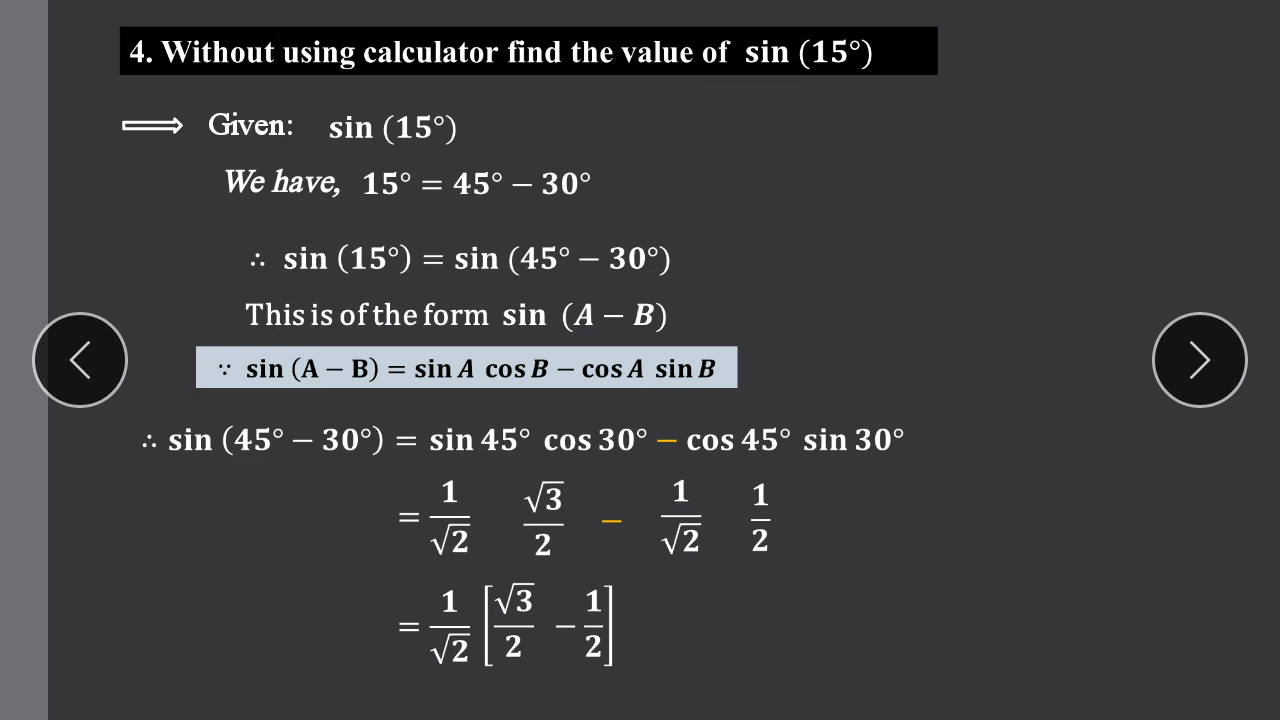 4. Without using calculator find the value of sin (15°)
⟹ Given: sin (15°)
We have, 15° = 45° − 30°
∴ sin (15°) = sin (45° − 30°)
This is of the form sin (A − B)
∵ sin (A − B) = sin A cos B − cos A sin B
∴ sin (45° − 30°) = sin 45° cos 30° − cos 45° sin 30°
= 1/√2 √3/2 − 1/√2 1/2
= 1/√2 [√3/2 − 1/2]